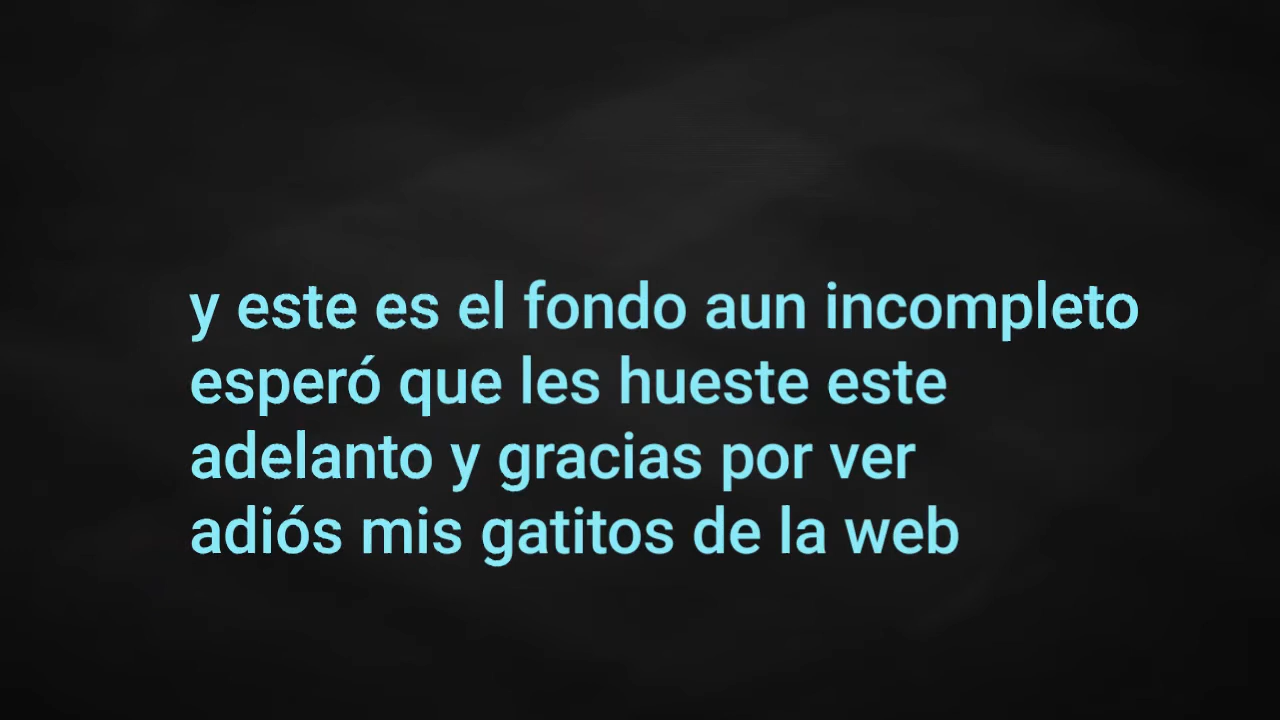 y este es el fondo aun incompleto
esperó que les hueste este
adelanto y gracias por ver
adiós mis gatitos de la web